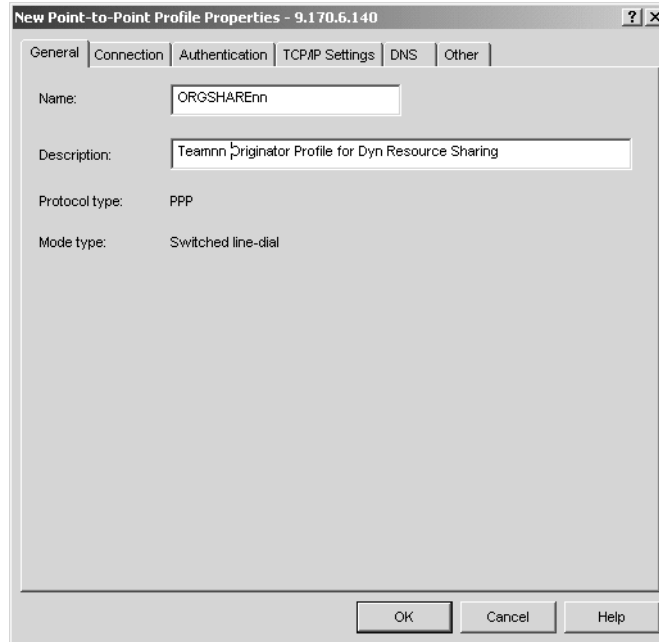 New Point-to-Point Profile Properties - 9.170.6.140
General Connection Authentication TCP/IP Settings DNS Other
Name: ORGSHAREnn
Description: Teamnn Originator Profile for Dyn Resource Sharing
Protocol type: PPP
Mode type: Switched line-dial
OK Cancel Help